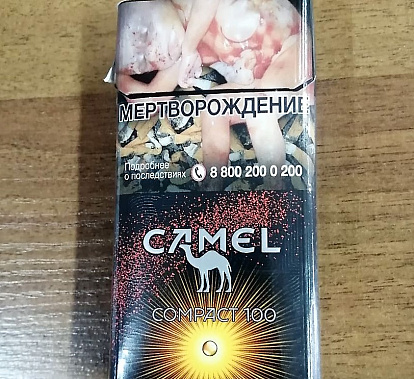 МЕРТВОРОЖДЕНИЕ
Подробнее
о последствиях 8 800 200 0 200
CAMEL
COMPACT 100